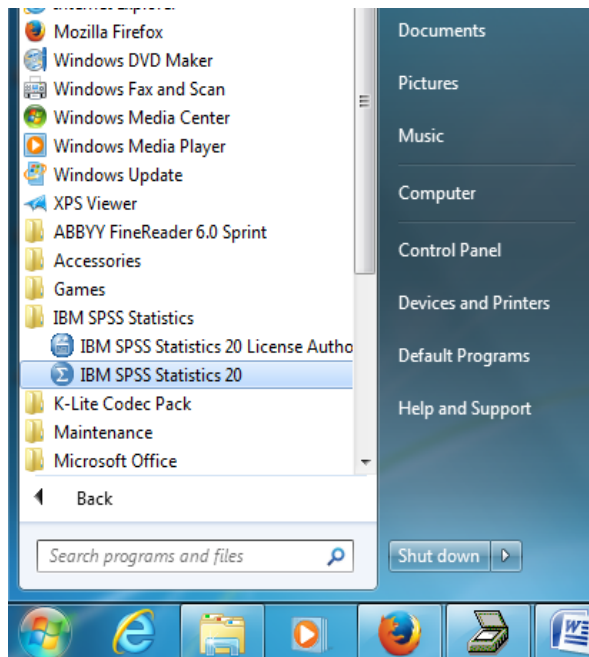 Mozilla Firefox
Windows DVD Maker
Windows Fax and Scan
Windows Media Center
Windows Media Player
Windows Update
XPS Viewer
ABBYY FineReader 6.0 Sprint
Accessories
Games
IBM SPSS Statistics
IBM SPSS Statistics 20 License Autho
IBM SPSS Statistics 20
K-Lite Codec Pack
Maintenance
Microsoft Office
Back
Search programs and files
Documents
Pictures
Music
Computer
Control Panel
Devices and Printers
Default Programs
Help and Support
Shut down